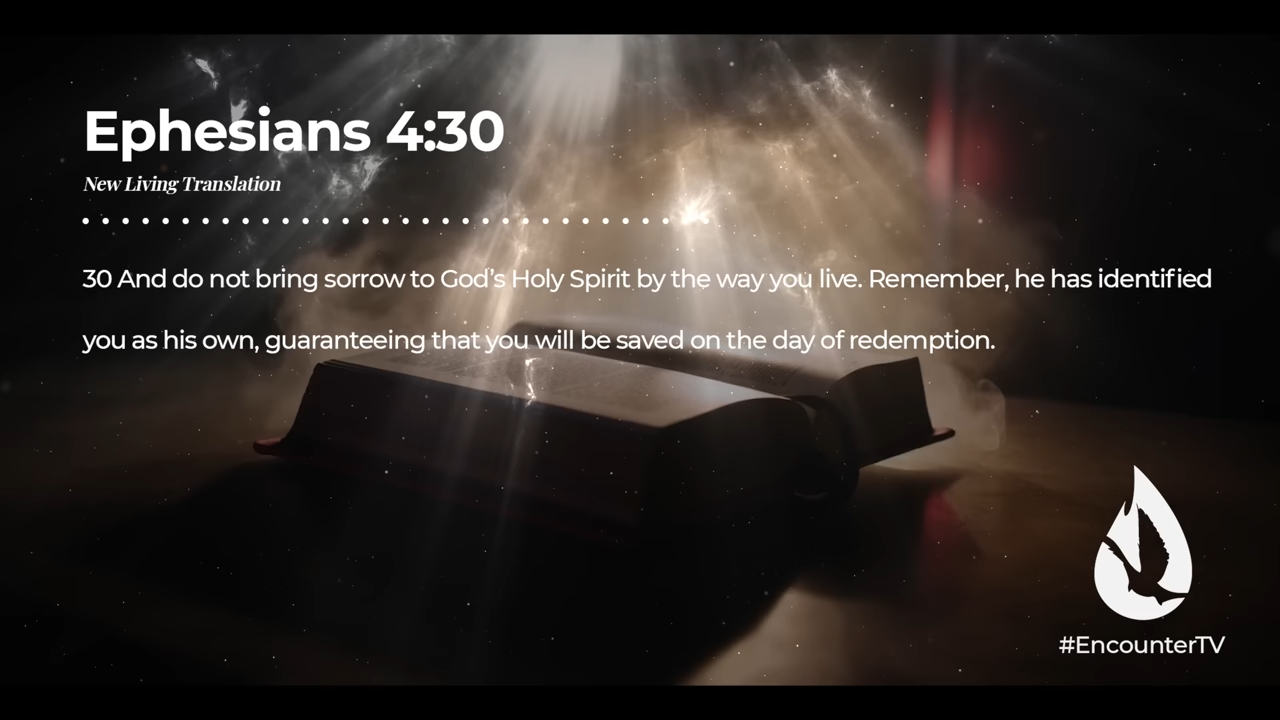 Ephesians 4:30
New Living Translation
30 And do not bring sorrow to God’s Holy Spirit by the way you live. Remember, he has identified
you as his own, guaranteeing that you will be saved on the day of redemption.
#EncounterTV